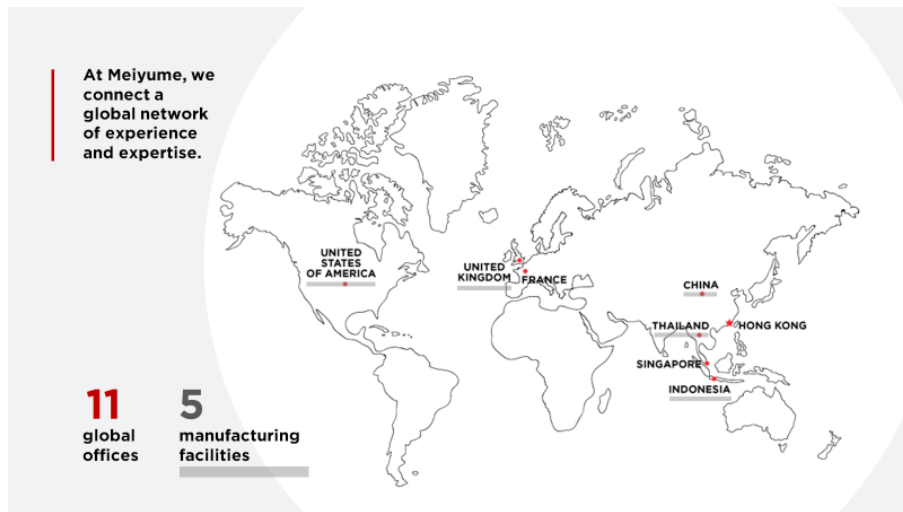 At Meiyume, we
connect a
global network
of experience
and expertise.
UNITED
STATES
OF AMERICA
UNITED
KINGDOM
FRANCE
CHINA
THAILAND
HONG KONG
SINGAPORE
INDONESIA
11
global
offices
5
manufacturing
facilities